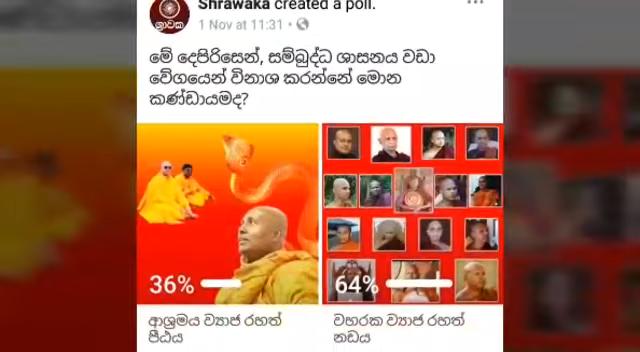 ශ්‍රාවක
Shrawaka created a poll.
1 Nov at 11:31 •
මේ දෙපිරිසෙන්, සම්බුද්ධ ශාසනය වඩා
වේගයෙන් විනාශ කරන්නේ මොන
කණ්ඩායමද?
36%
64%
ආශ්‍රමය ව්‍යාජ රහත්
පීඨය
වහරක ව්‍යාජ රහත්
නඩය